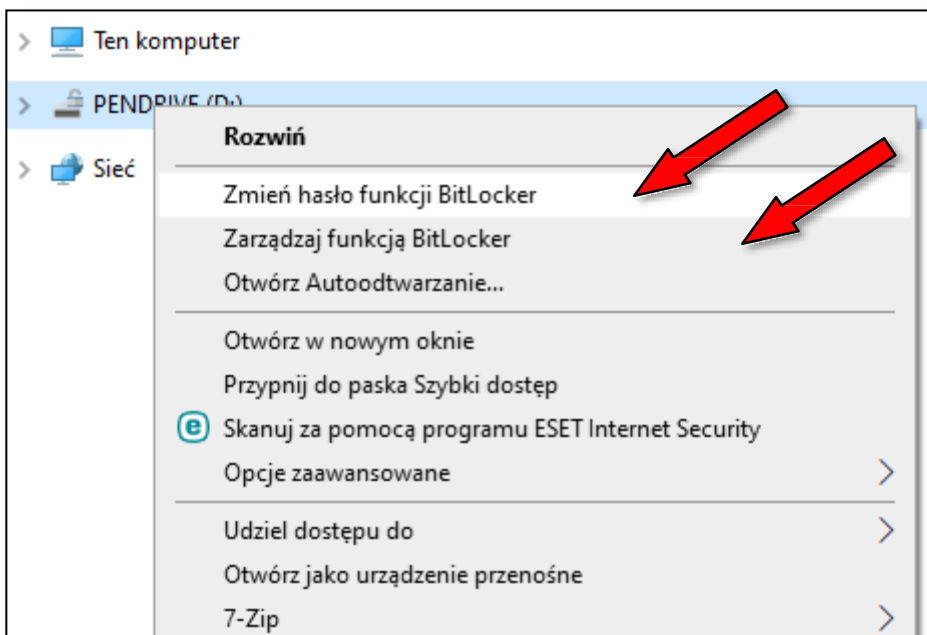 Ten komputer
PENDRIVE (D:)
Rozwiń
Sieć
Zmień hasło funkcji BitLocker
Zarządzaj funkcją BitLocker
Otwórz Autoodtwarzanie...
Otwórz w nowym oknie
Przypnij do paska Szybki dostęp
Skanuj za pomocą programu ESET Internet Security
Opcje zaawansowane
Udziel dostępu do
Otwórz jako urządzenie przenośne
7-Zip